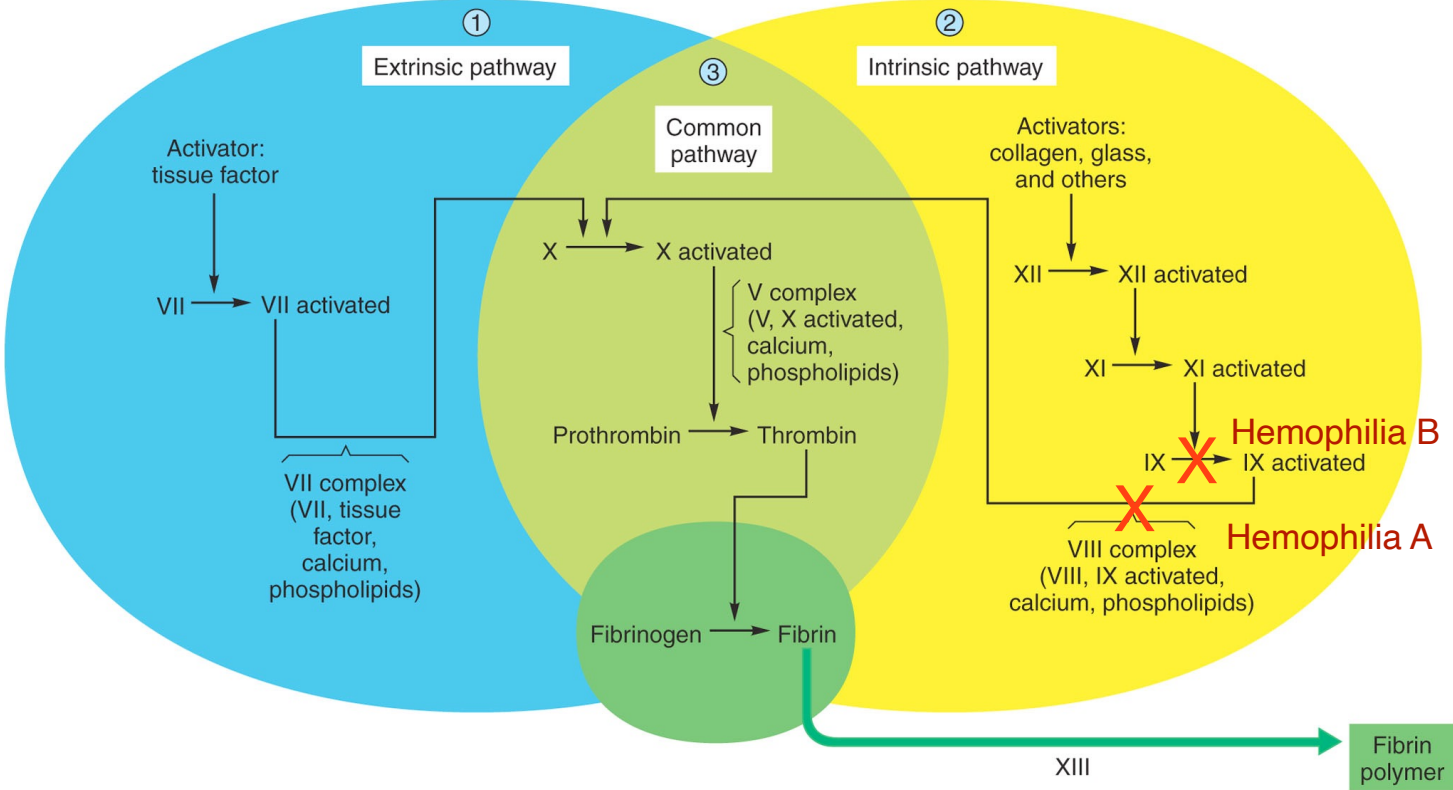 1
Extrinsic pathway
Activator:
tissue factor
VII
VII activated
VII complex
(VII, tissue
factor,
calcium,
phospholipids)
3
Common
pathway
X
X activated
V complex
(V, X activated,
calcium,
phospholipids)
Prothrombin
Thrombin
Fibrinogen
Fibrin
2
Intrinsic pathway
Activators:
collagen, glass,
and others
XII
XII activated
XI
XI activated
Hemophilia B
IX
X
IX activated
X
Hemophilia A
VIII complex
(VIII, IX activated,
calcium, phospholipids)
XIII
Fibrin
polymer